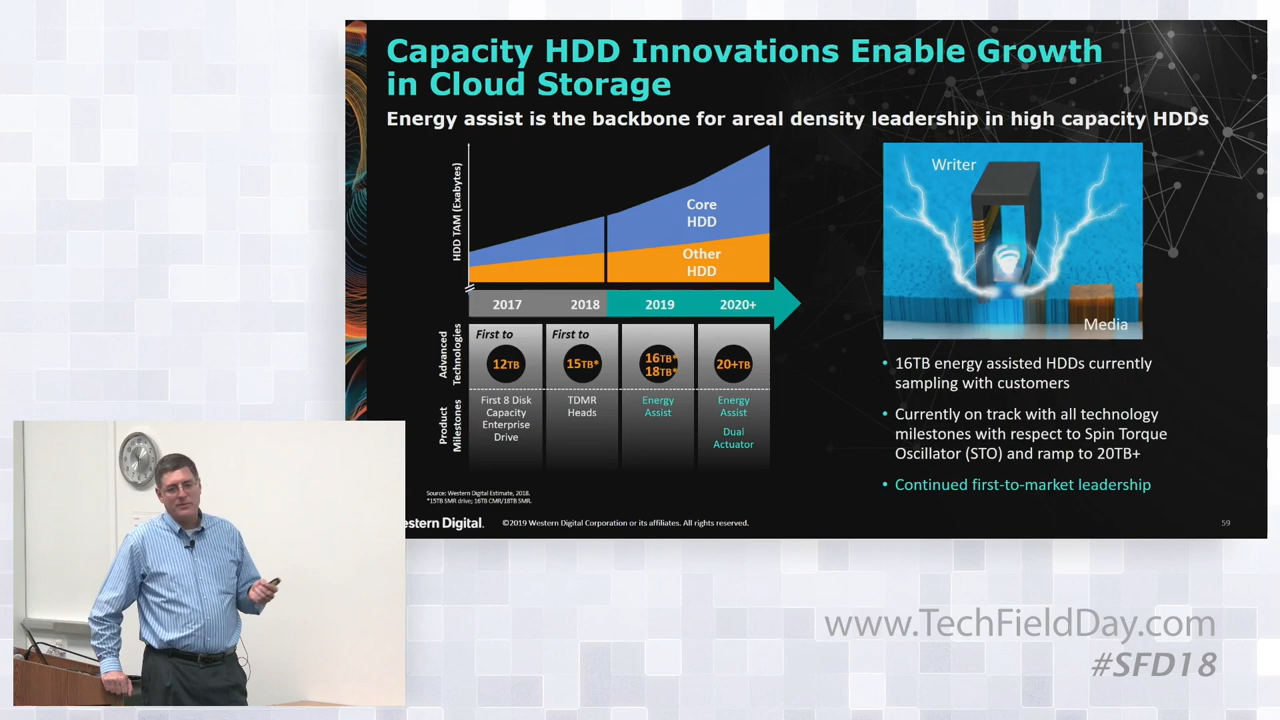 Capacity HDD Innovations Enable Growth
in Cloud Storage
Energy assist is the backbone for areal density leadership in high capacity HDDs
HDD TAM (Exabytes)
Core
HDD
Other
HDD
2017
2018
2019
2020+
Advanced
Technologies
First to
12TB
First to
15TB*
16TB*
18TB*
20+TB
Product
Milestones
First 8 Disk
Capacity
Enterprise
Drive
TDMR
Heads
Energy
Assist
Energy
Assist
Dual
Actuator
Source: Western Digital Estimate, 2018.
*15TB SMR drive; 16TB CMR/18TB SMR.
Writer
Media
• 16TB energy assisted HDDs currently
sampling with customers
• Currently on track with all technology
milestones with respect to Spin Torque
Oscillator (STO) and ramp to 20TB+
• Continued first-to-market leadership
estern Digital.
©2019 Western Digital Corporation or its affiliates. All rights reserved.
59
www.TechFieldDay.com
#SFD18